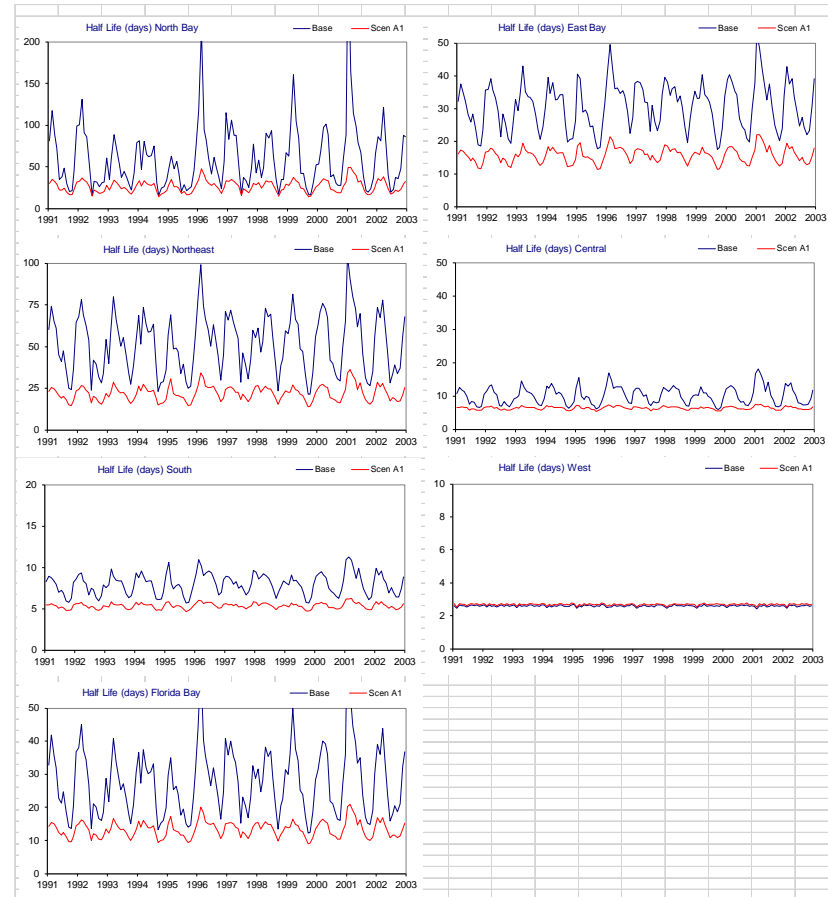 Half Life (days) North Bay
Base
Scen A1
200
150
100
50
0
1991 1992 1993 1994 1995 1996 1997 1998 1999 2000 2001 2002 2003
Half Life (days) East Bay
Base
Scen A1
50
40
30
20
10
0
1991 1992 1993 1994 1995 1996 1997 1998 1999 2000 2001 2002 2003
Half Life (days) Northeast
Base
Scen A1
100
75
50
25
0
1991 1992 1993 1994 1995 1996 1997 1998 1999 2000 2001 2002 2003
Half Life (days) Central
Base
Scen A1
50
40
30
20
10
0
1991 1992 1993 1994 1995 1996 1997 1998 1999 2000 2001 2002 2003
Half Life (days) South
Base
Scen A1
20
15
10
5
0
1991 1992 1993 1994 1995 1996 1997 1998 1999 2000 2001 2002 2003
Half Life (days) West
Base
Scen A1
10
8
6
4
2
0
1991 1992 1993 1994 1995 1996 1997 1998 1999 2000 2001 2002 2003
Half Life (days) Florida Bay
Base
Scen A1
50
40
30
20
10
0
1991 1992 1993 1994 1995 1996 1997 1998 1999 2000 2001 2002 2003